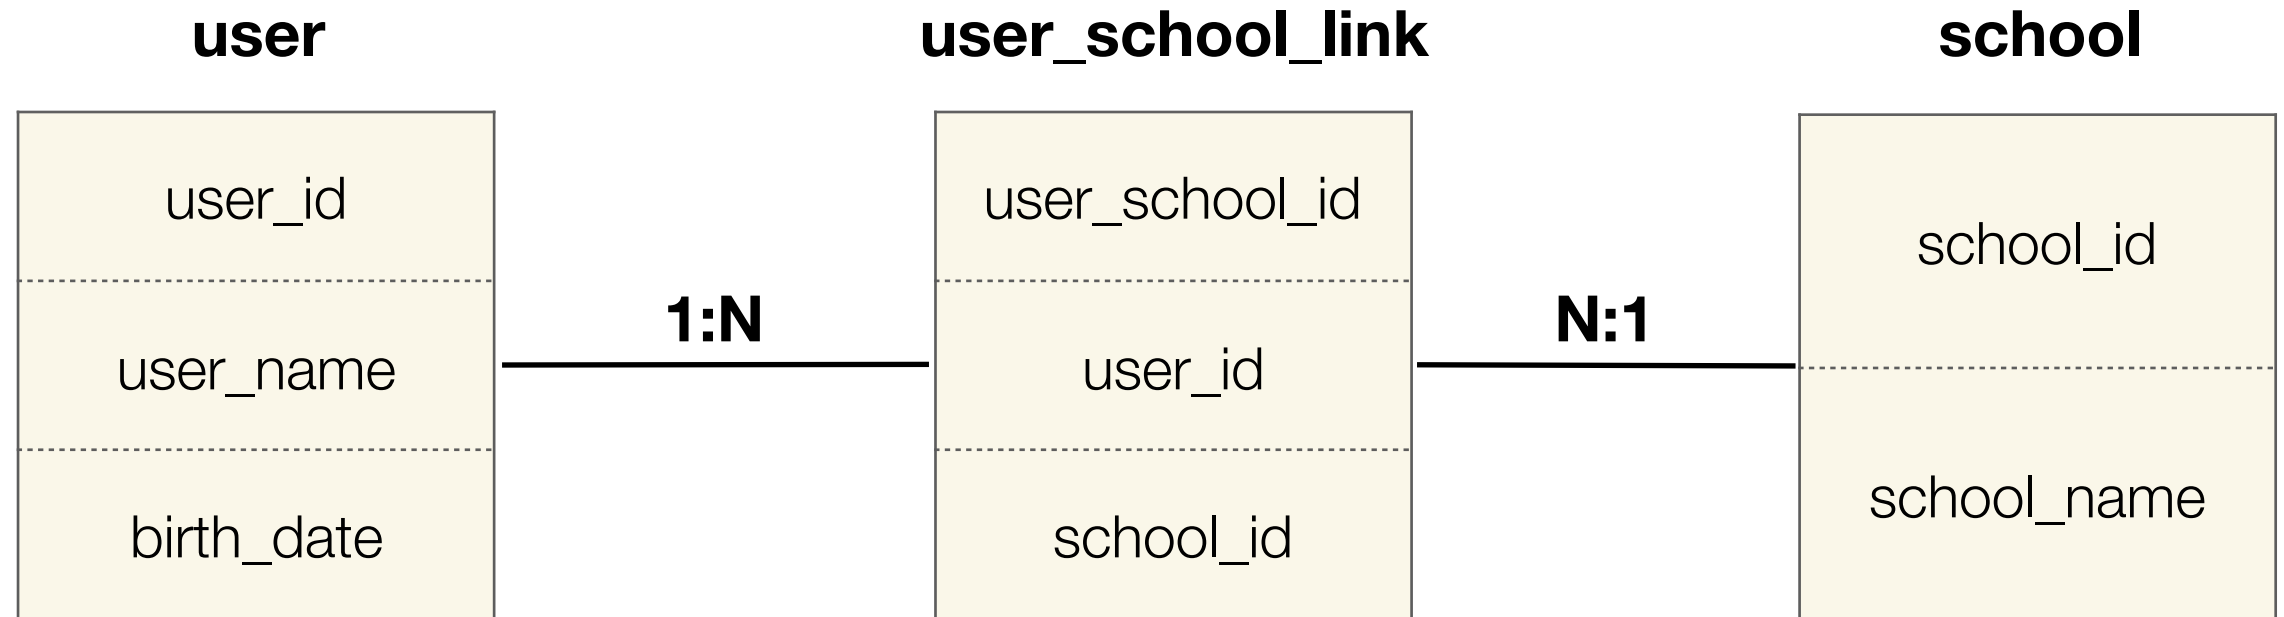 user
user_school_link
school
user_id
user_name
birth_date
1:N
user_school_id
user_id
school_id
N:1
school_id
school_name